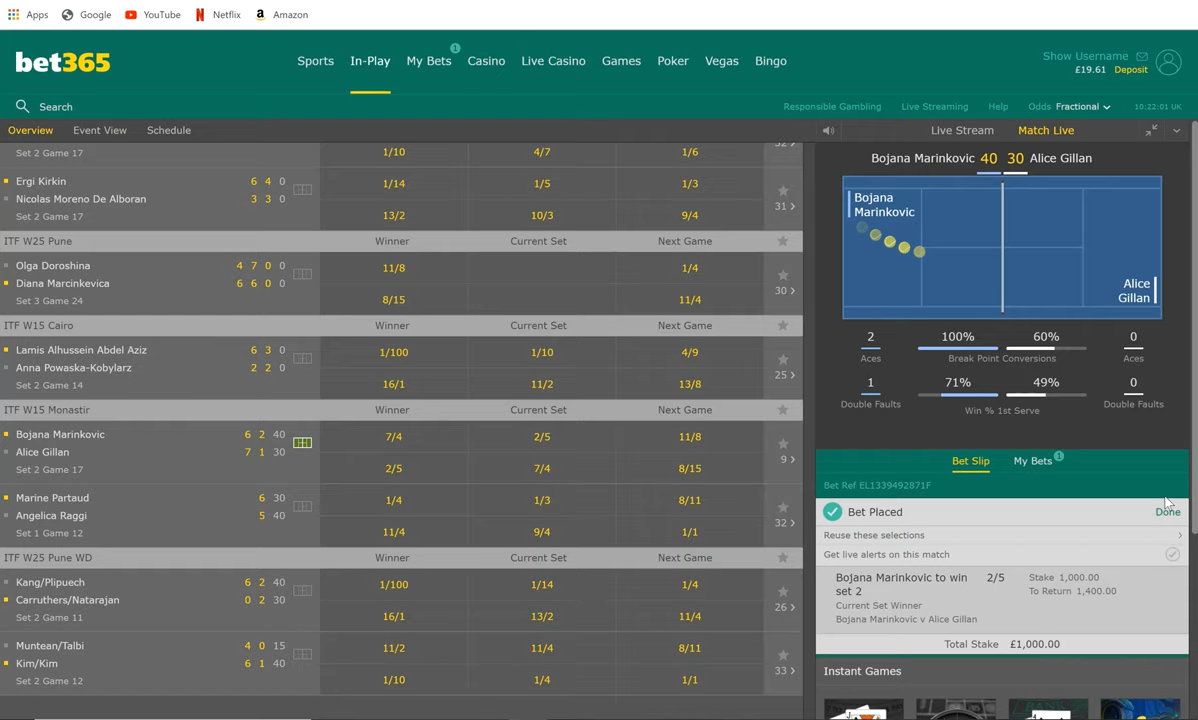 Apps Google YouTube Netflix Amazon
bet365 Sports In-Play My Bets 1 Casino Live Casino Games Poker Vegas Bingo
Show Username
£19.61 Deposit
Search Responsible Gambling Live Streaming Help Odds Fractional 10:22:01 UK
Overview Event View Schedule
Set 2 Game 17 1/10 4/7 1/6
Ergi Kirkin 6 4 0 1/14 1/5 1/3
Nicolas Moreno De Alboran 3 3 0 31 >
Set 2 Game 17 13/2 10/3 9/4
ITF W25 Pune Winner Current Set Next Game
Olga Doroshina 4 7 0 0 11/8 1/4
Diana Marcinkevica 6 6 0 0 30 >
Set 3 Game 24 8/15 11/4
ITF W15 Cairo Winner Current Set Next Game
Lamis Alhussein Abdel Aziz 6 3 0 1/100 1/10 4/9
Anna Powaska-Kobylarz 2 2 0 25 >
Set 2 Game 14 16/1 11/2 13/8
ITF W15 Monastir Winner Current Set Next Game
Bojana Marinkovic 6 2 40 7/4 2/5 11/8
Alice Gillan 7 1 30 9 >
Set 2 Game 17 2/5 7/4 8/15
Marine Partaud 6 30 1/4 1/3 8/11
Angelica Raggi 5 40 32 >
Set 1 Game 12 11/4 9/4 1/1
ITF W25 Pune WD Winner Current Set Next Game
Kang/Plipuech 6 2 40 1/100 1/14 1/4
Carruthers/Natarajan 0 2 30 26 >
Set 2 Game 11 16/1 13/2 11/4
Muntean/Talbi 4 0 15 11/2 11/4 8/11
Kim/Kim 6 1 40 33 >
Set 2 Game 12 1/10 1/4 1/1
Live Stream Match Live
Bojana Marinkovic 40 30 Alice Gillan
Bojana
Marinkovic
Alice
Gillan
2 100% 60% 0
Aces Break Point Conversions Aces
1 71% 49% 0
Double Faults Win % 1st Serve Double Faults
Bet Slip My Bets 1
Bet Ref EL1339492871F
Bet Placed Done
Reuse these selections >
Get live alerts on this match
Bojana Marinkovic to win 2/5 Stake 1,000.00
set 2 To Return 1,400.00
Current Set Winner
Bojana Marinkovic v Alice Gillan
Total Stake £1,000.00
Instant Games